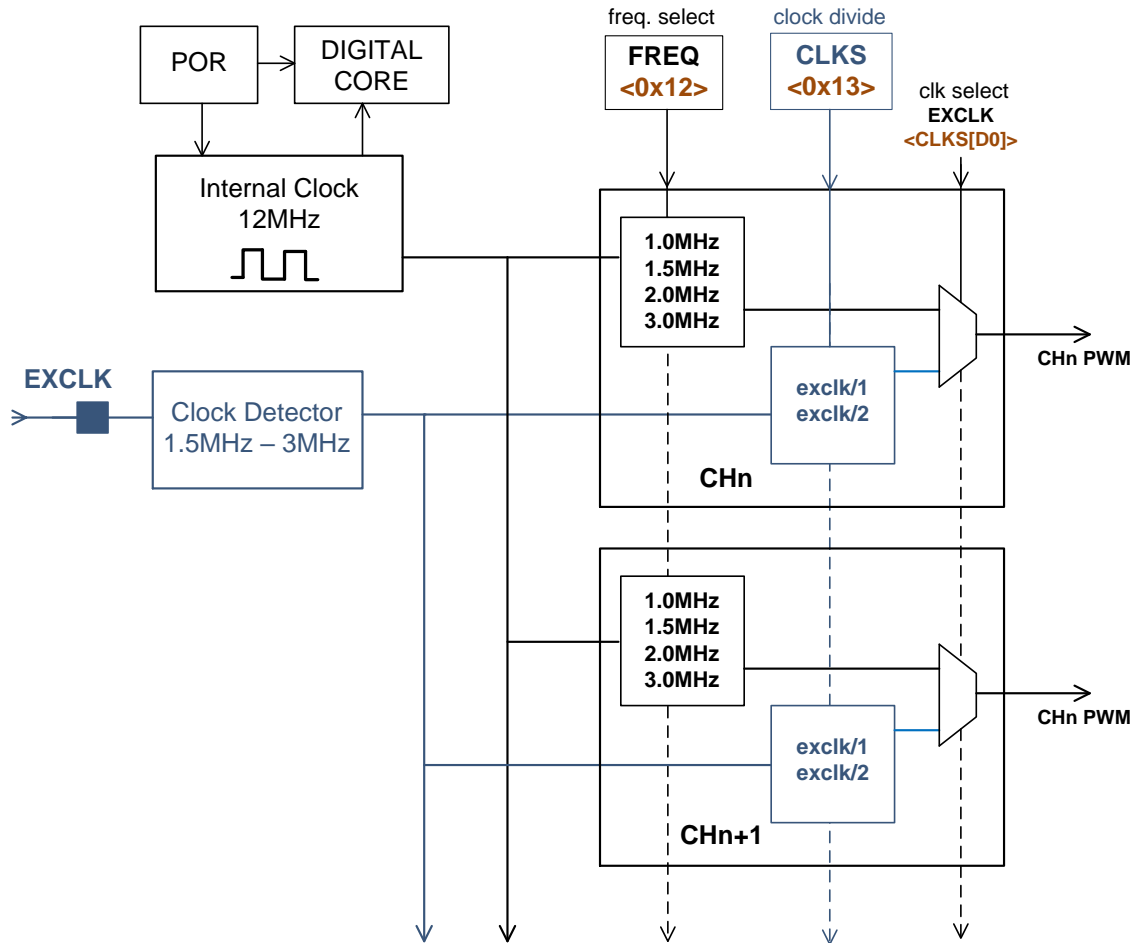 freq. select
clock divide
POR
DIGITAL
CORE
FREQ
<0x12>
CLKS
<0x13>
clk select
EXCLK
<CLKS[D0]>
Internal Clock
12MHz
1.0MHz
1.5MHz
2.0MHz
3.0MHz
CHn PWM
EXCLK
Clock Detector
1.5MHz – 3MHz
exclk/1
exclk/2
CHn
1.0MHz
1.5MHz
2.0MHz
3.0MHz
CHn PWM
exclk/1
exclk/2
CHn+1